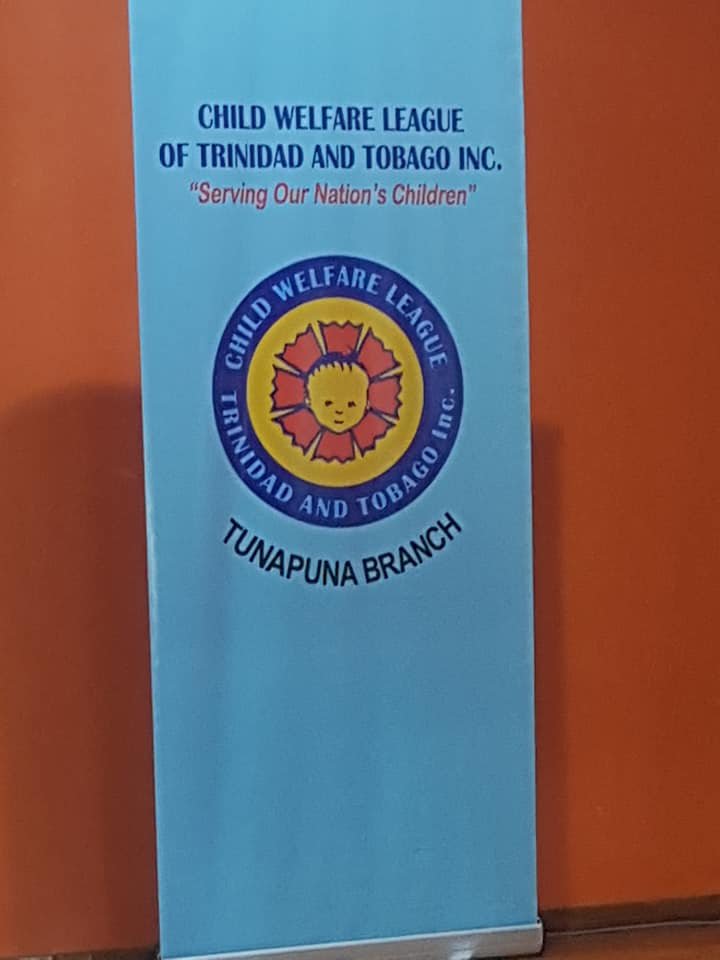 CHILD WELFARE LEAGUE
OF TRINIDAD AND TOBAGO INC.
"Serving Our Nation's Children"
CHILD WELFARE LEAGUE
TRINIDAD AND TOBAGO Inc.
TUNAPUNA BRANCH